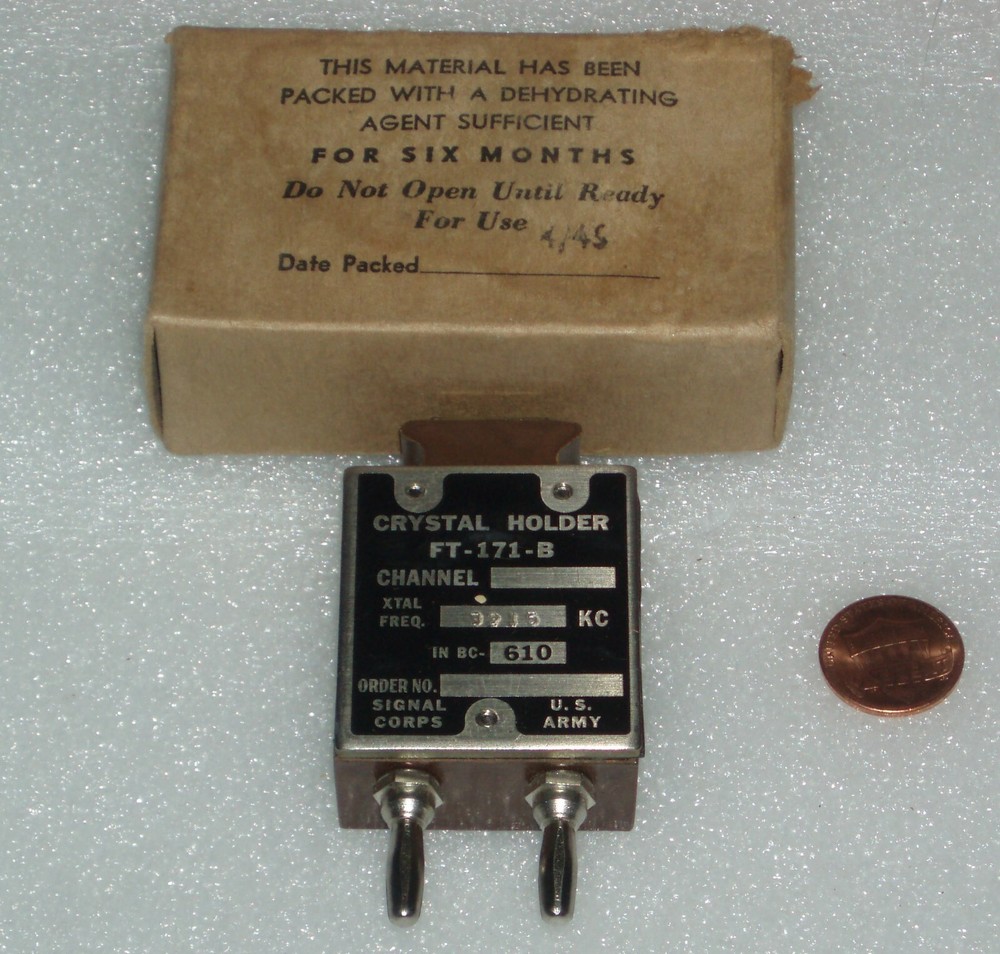 THIS MATERIAL HAS BEEN
PACKED WITH A DEHYDRATING
AGENT SUFFICIENT
FOR SIX MONTHS
Do Not Open Until Ready
For Use
4/45
Date Packed
CRYSTAL HOLDER
FT-171-B
CHANNEL
XTAL
FREQ. KC
IN BC- 610
ORDER NO.
SIGNAL CORPS
U. S. ARMY